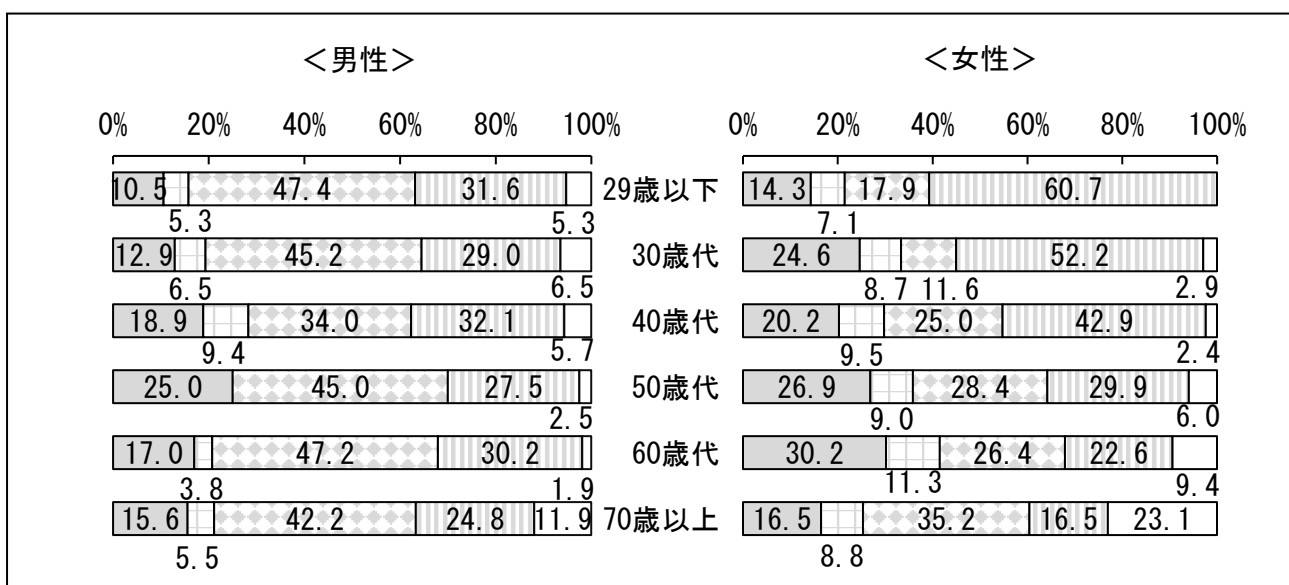 ＜男性＞ ＜女性＞
0% 20% 40% 60% 80% 100% 0% 20% 40% 60% 80% 100%
10.5 47.4 31.6 29歳以下 14.3 17.9 60.7
5.3 5.3 7.1
12.9 45.2 29.0 30歳代 24.6 52.2
6.5 6.5 8.7 11.6 2.9
18.9 34.0 32.1 40歳代 20.2 25.0 42.9
9.4 5.7 9.5 2.4
25.0 45.0 27.5 50歳代 26.9 28.4 29.9
2.5 9.0 6.0
17.0 47.2 30.2 60歳代 30.2 26.4 22.6
3.8 1.9 11.3 9.4
15.6 42.2 24.8 11.9 70歳以上 16.5 35.2 16.5 23.1
5.5 8.8